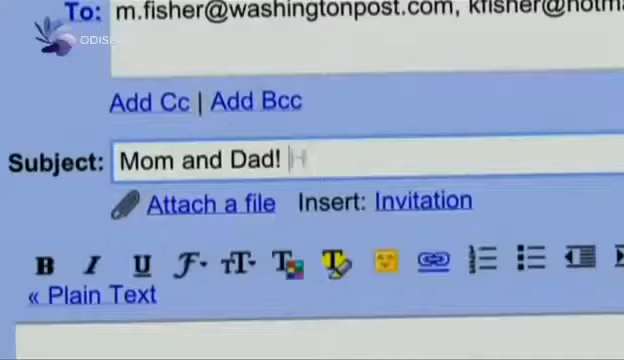 To: m.fisher@washingtonpost.com,
Add Cc | Add Bcc
Subject: Mom and Dad! H
Attach a file Insert: Invitation
B I U
« Plain Text